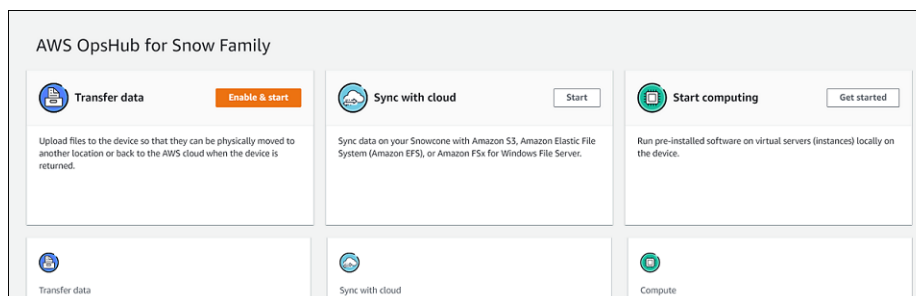 AWS OpsHub for Snow Family
Transfer data
Enable & start
Upload files to the device so that they can be physically moved to
another location or back to the AWS cloud when the device is
returned.
Sync with cloud
Start
Sync data on your Snowcone with Amazon S3, Amazon Elastic File
System (Amazon EFS), or Amazon FSx for Windows File Server.
Start computing
Get started
Run pre-installed software on virtual servers (instances) locally on
the device.
Transfer data
Sync with cloud
Compute